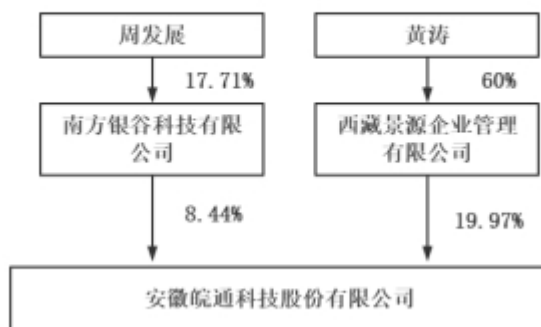 周发展
黄涛
17.71%
60%
南方银谷科技有限
公司
西藏景源企业管理
有限公司
8.44%
19.97%
安徽皖通科技股份有限公司